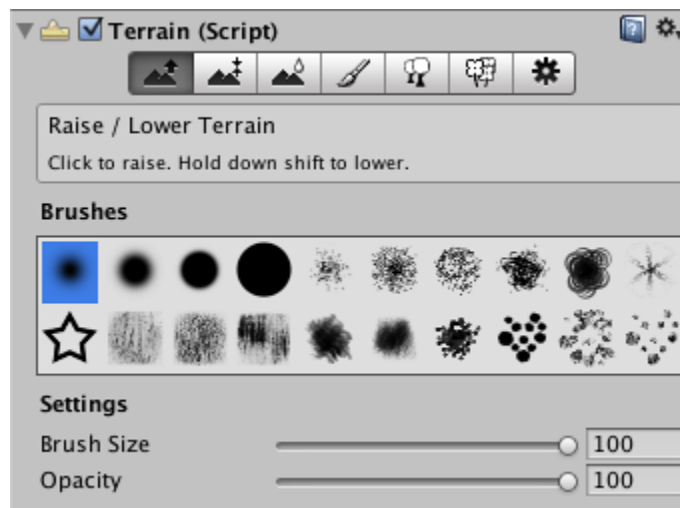 Terrain (Script)
Raise / Lower Terrain
Click to raise. Hold down shift to lower.
Brushes
Settings
Brush Size 100
Opacity 100